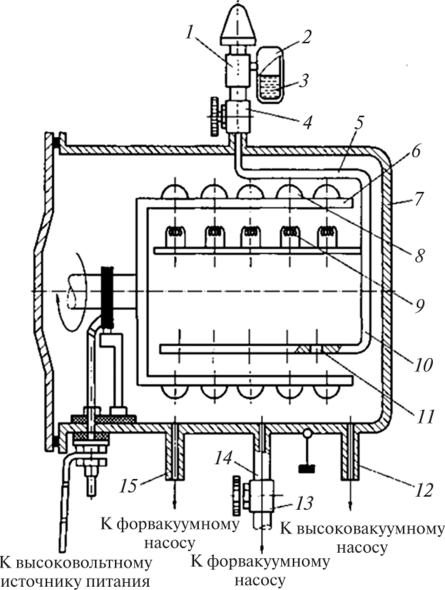 1
2
3
4
5
6
7
8
9
10
11
14
15
13
12
К форвакуумному
насосу
К высоковакуумному
насосу
К форвакуумному
насосу
К высоковольтному
источнику питания